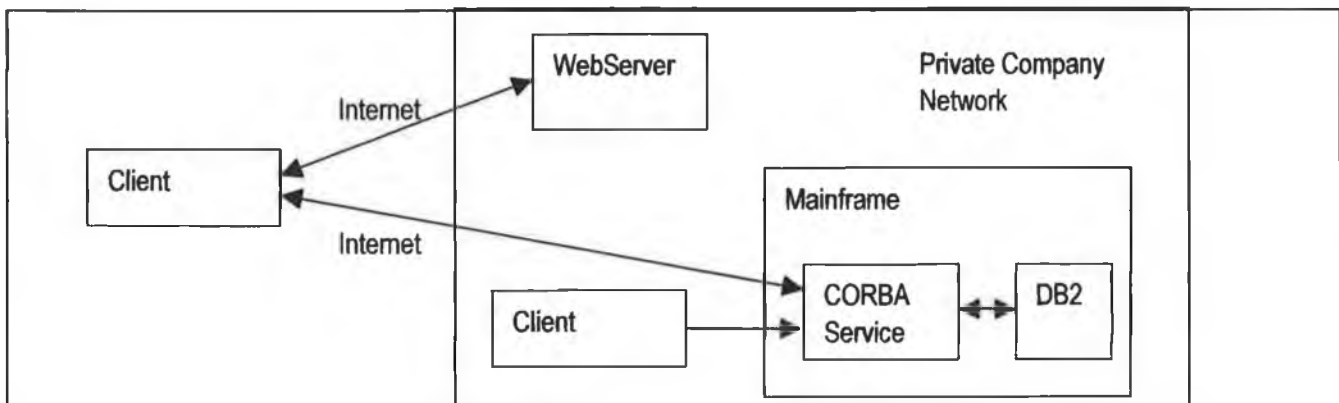 WebServer
Private Company
Network
Internet
Client
Mainframe
Internet
CORBA
Service
DB2
Client